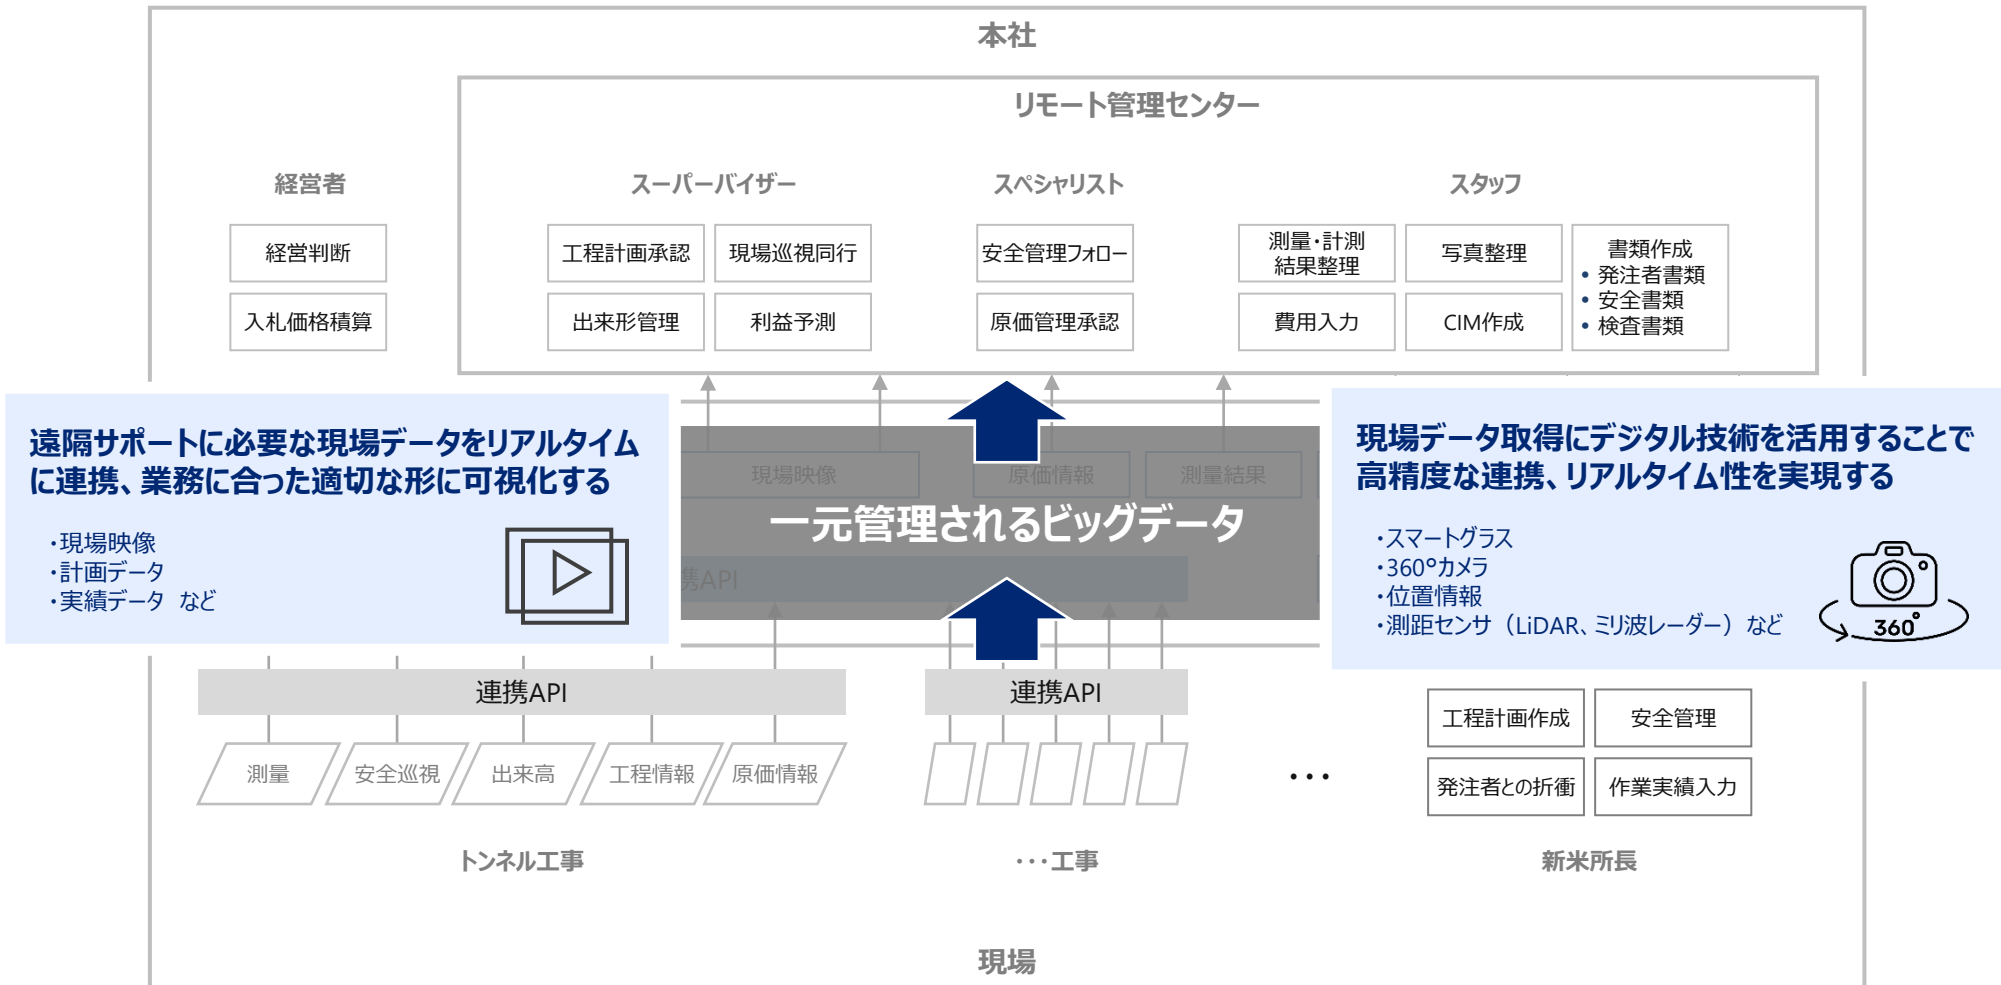 本社
リモート管理センター
経営者
スーパーバイザー
スペシャリスト
スタッフ
経営判断
入札価格積算
工程計画承認
現場巡視同行
出来形管理
利益予測
安全管理フォロー
原価管理承認
測量・計測
結果整理
写真整理
費用入力
CIM作成
書類作成
• 発注者書類
• 安全書類
• 検査書類
遠隔サポートに必要な現場データをリアルタイム
に連携、業務に合った適切な形に可視化する
・現場映像
・計画データ
・実績データ など
現場映像
原価情報
測量結果
一元管理されるビッグデータ
携API
現場データ取得にデジタル技術を活用することで
高精度な連携、リアルタイム性を実現する
・スマートグラス
・360°カメラ
・位置情報
・測距センサ（LiDAR、ミリ波レーダー）など
360°
連携API
連携API
測量
安全巡視
出来高
工程情報
原価情報
…
工程計画作成
安全管理
発注者との折衝
作業実績入力
トンネル工事
・・・工事
新米所長
現場